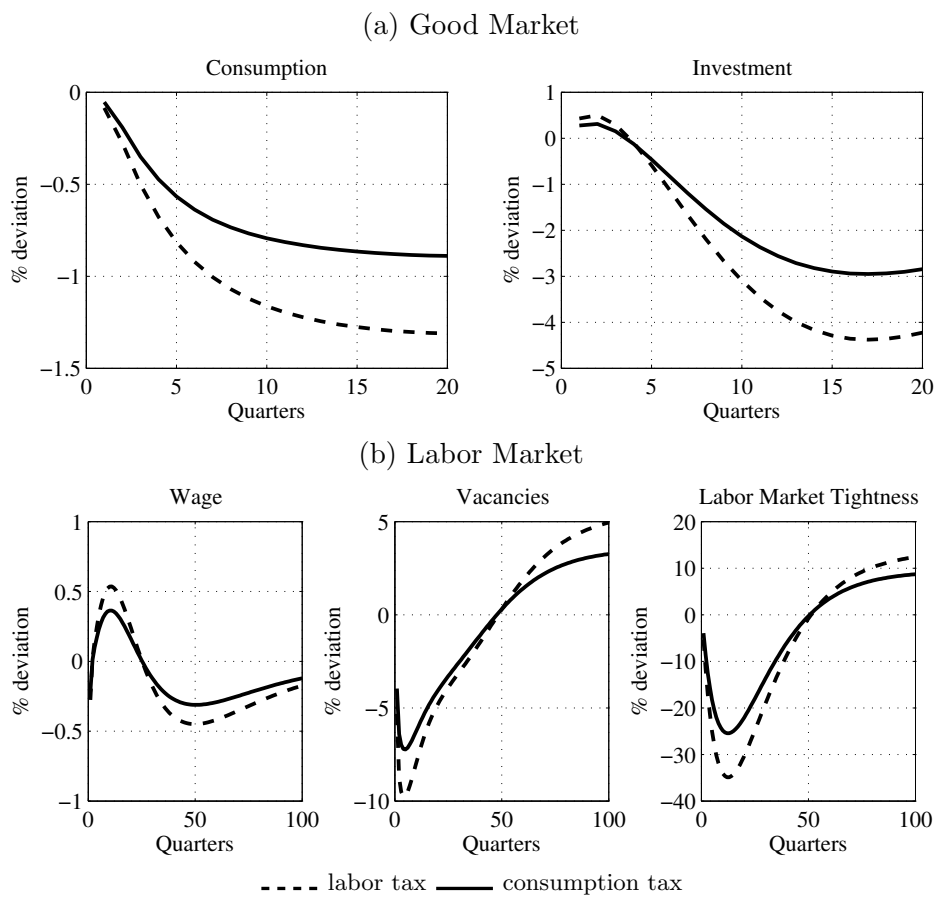 (a) Good Market
Consumption
Investment
% deviation
0
−0.5
−1
−1.5
0 5 10 15 20
Quarters
% deviation
1
0
−1
−2
−3
−4
−5
0 5 10 15 20
Quarters
(b) Labor Market
Wage
Vacancies
Labor Market Tightness
% deviation
1
0.5
0
−0.5
−1
0 50 100
Quarters
% deviation
5
0
−5
−10
0 50 100
Quarters
% deviation
20
10
0
−10
−20
−30
−40
0 50 100
Quarters
labor tax consumption tax